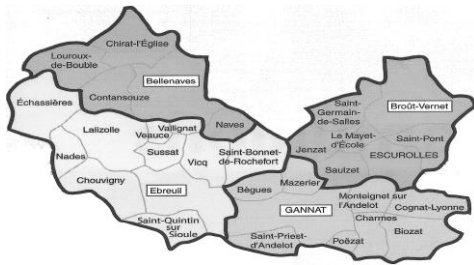 Chirat-l'Église
Louroux-
de-Bouble
Bellenaves
Contansouze
Naves
Échassières
Lalizolle
Vallignat
Veauce
Sussat
Vicq
Saint-Bonnet-
de-Rochefort
Nades
Chouvigny
Ebreuil
Saint-Quintin
sur
Sioule
Saint-
Germain-
de-Salles
Broût-Vernet
Le Mayet-
d'École
Saint-Pont
Jenzat
ESCUROLLES
Saulzet
Bègues
Mazerier
Monteignet sur
l'Andelot
Cognat-Lyonne
GANNAT
Charmes
Biozat
Saint-Priest-
d'Andelot
Poëzat